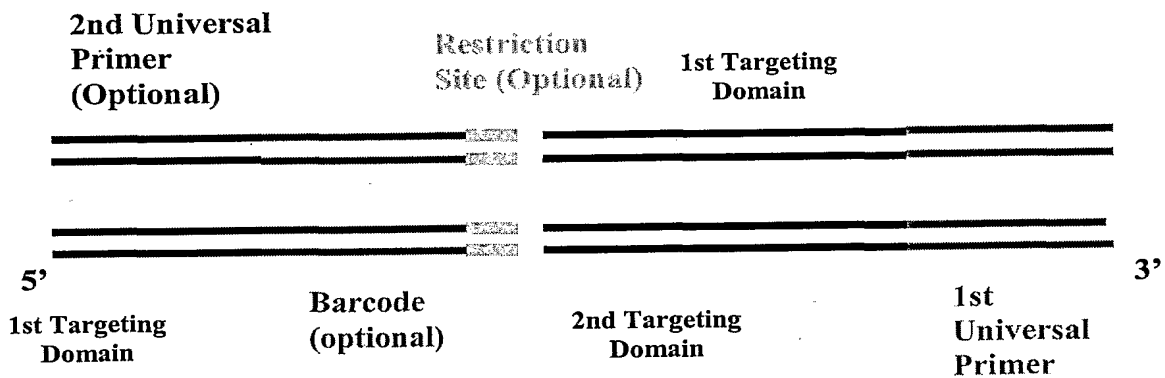 2nd Universal
Primer
(Optional)
Restriction
Site (Optional)
1st Targeting
Domain
5’
3’
1st Targeting
Domain
Barcode
(optional)
2nd Targeting
Domain
1st
Universal
Primer